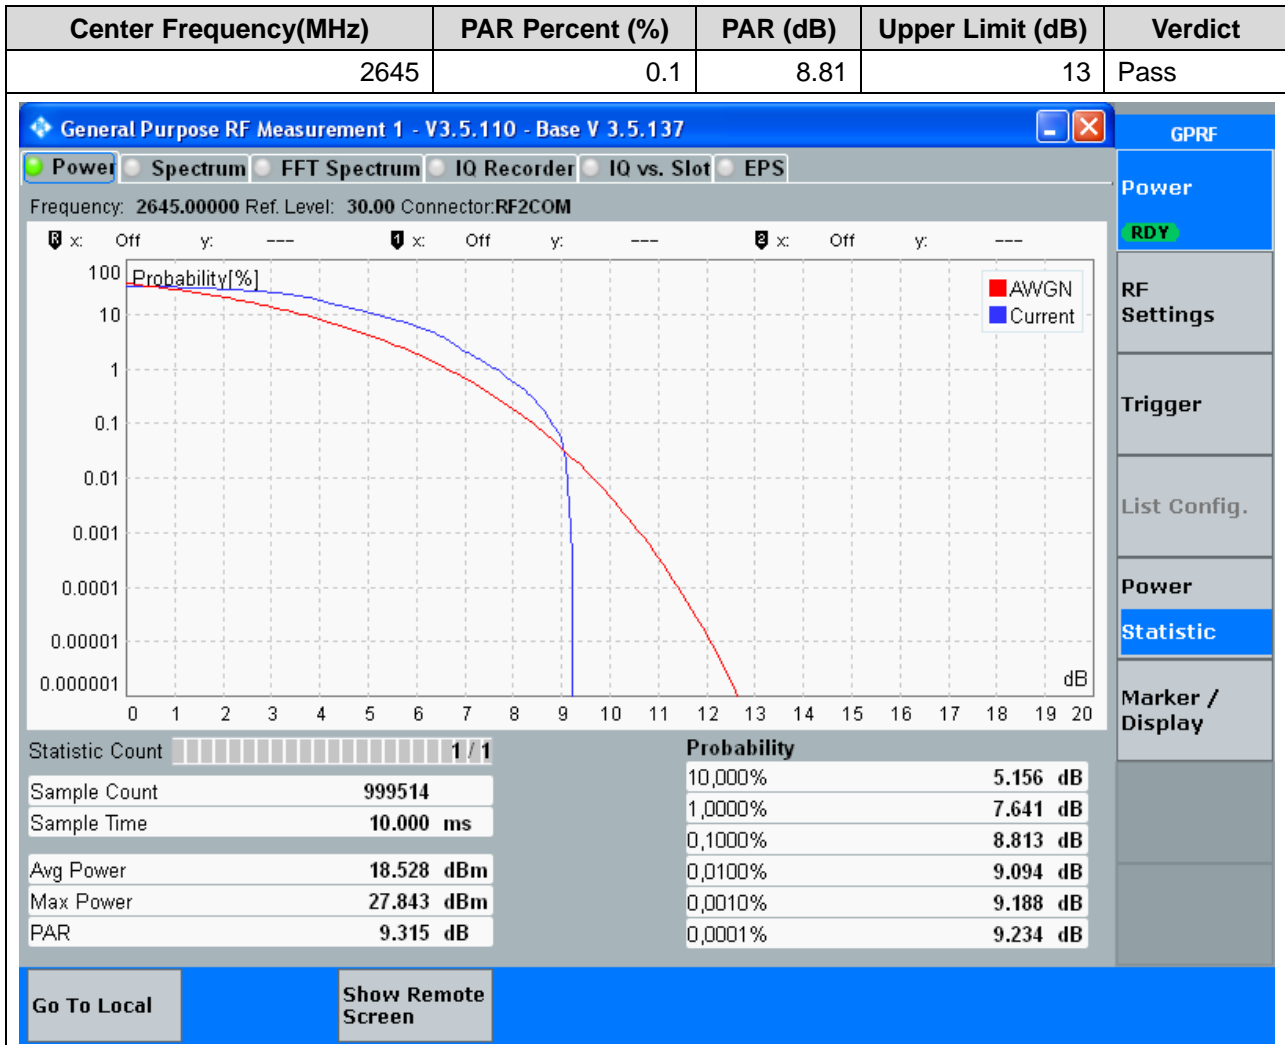 Center Frequency(MHz) PAR Percent (%) PAR (dB) Upper Limit (dB) Verdict
2645 0.1 8.81 13 Pass
General Purpose RF Measurement 1 - V3.5.110 - Base V 3.5.137
GPRF
Power Spectrum FFT Spectrum IQ Recorder IQ vs. Slot EPS
Power
RDY
Frequency: 2645.00000 Ref. Level: 30.00 Connector:RF2COM
R x: Off y: --- 1 x: Off y: --- 2 x: Off y: ---
Probability[%]
AWGN
Current
100
10
1
0.1
0.01
0.001
0.0001
0.00001
0.000001
dB
0 1 2 3 4 5 6 7 8 9 10 11 12 13 14 15 16 17 18 19 20
RF
Settings
Trigger
List Config.
Power
Statistic
Marker /
Display
Statistic Count 1 / 1
Sample Count 999514
Sample Time 10.000 ms
Avg Power 18.528 dBm
Max Power 27.843 dBm
PAR 9.315 dB
Probability
10,000% 5.156 dB
1,0000% 7.641 dB
0,1000% 8.813 dB
0,0100% 9.094 dB
0,0010% 9.188 dB
0,0001% 9.234 dB
Go To Local
Show Remote
Screen